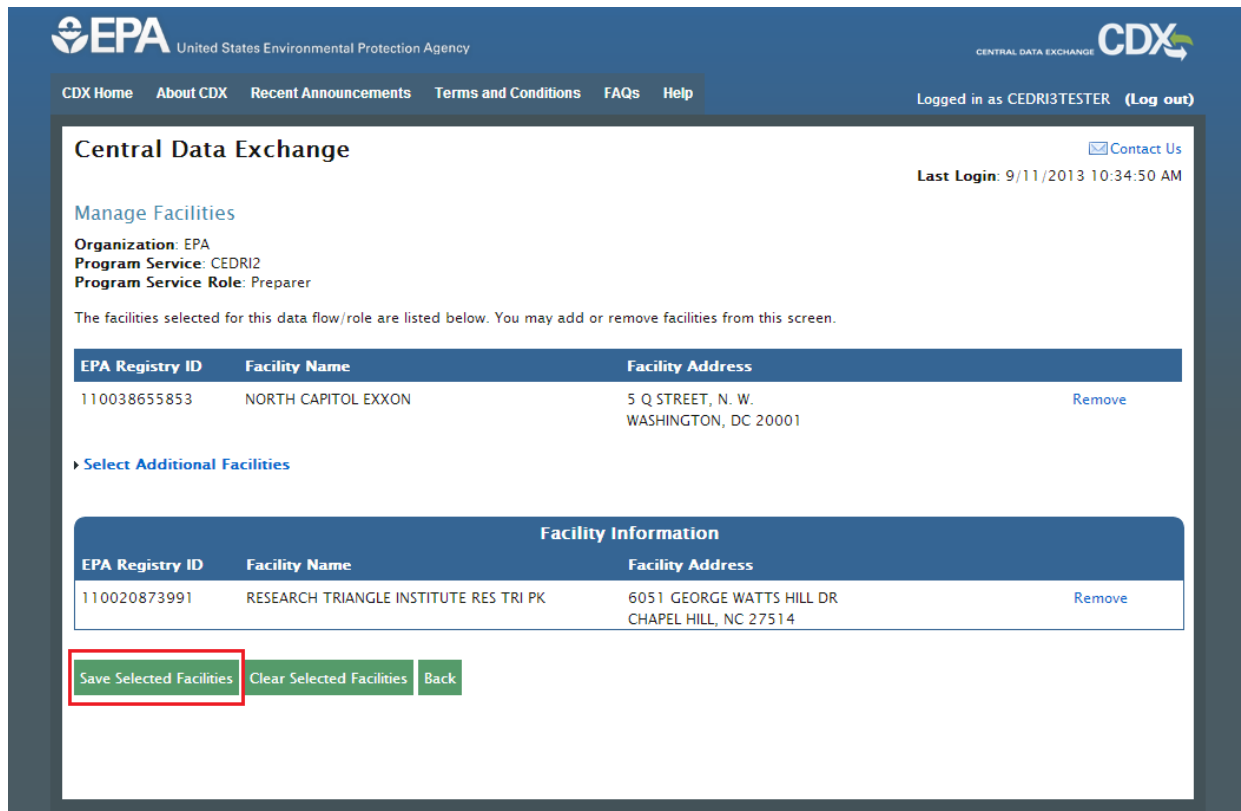 EPA United States Environmental Protection Agency
CENTRAL DATA EXCHANGE CDX
CDX Home About CDX Recent Announcements Terms and Conditions FAQs Help
Logged in as CEDRI3TESTER (Log out)
Central Data Exchange
Contact Us
Last Login: 9/11/2013 10:34:50 AM
Manage Facilities
Organization: EPA
Program Service: CEDRI2
Program Service Role: Preparer
The facilities selected for this data flow/role are listed below. You may add or remove facilities from this screen.
EPA Registry ID Facility Name Facility Address
110038655853 NORTH CAPITOL EXXON 5 Q STREET, N. W. Remove
WASHINGTON, DC 20001
Select Additional Facilities
Facility Information
EPA Registry ID Facility Name Facility Address
110020873991 RESEARCH TRIANGLE INSTITUTE RES TRI PK 6051 GEORGE WATTS HILL DR Remove
CHAPEL HILL, NC 27514
Save Selected Facilities Clear Selected Facilities Back